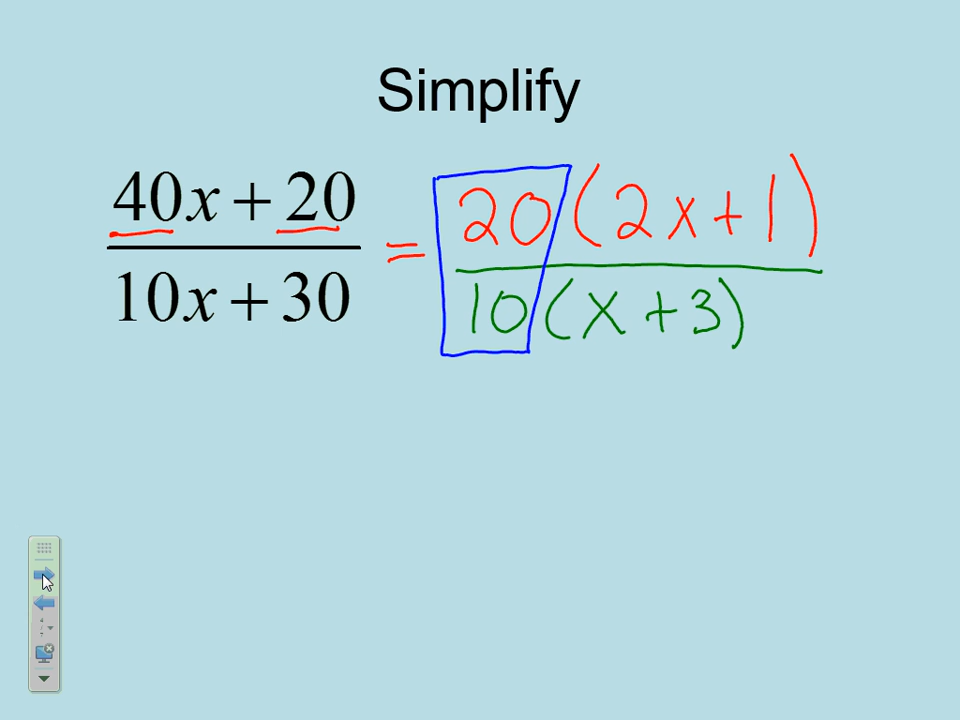 Simplify
40x + 20 = 20(2x+1)
10x + 30 10(x+3)